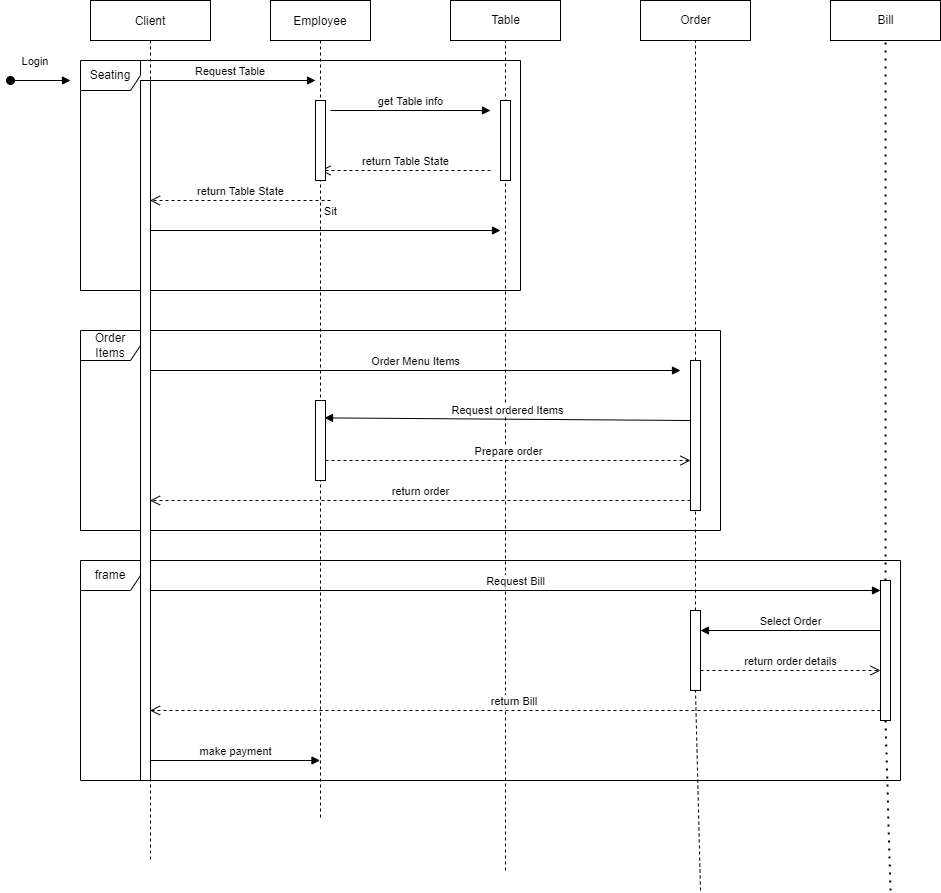 Client
Employee
Table
Order
Bill
Login
Seating
Request Table
get Table info
return Table State
return Table State
Sit
Order
Items
Order Menu Items
Request ordered Items
Prepare order
return order
frame
Request Bill
Select Order
return order details
return Bill
make payment